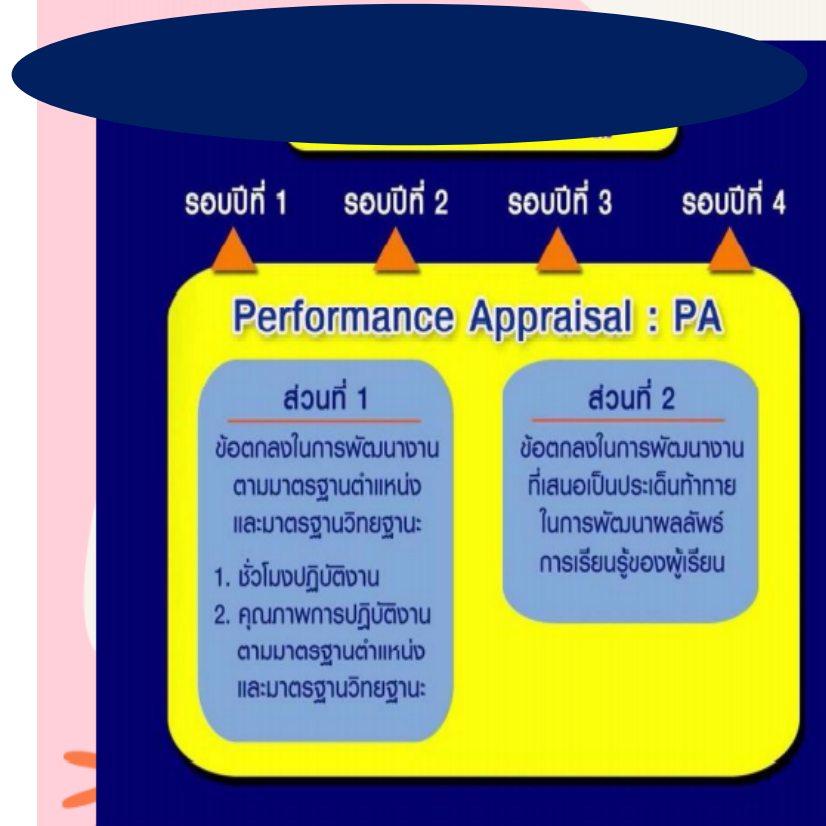 รอบปีที่ 1 รอบปีที่ 2 รอบปีที่ 3 รอบปีที่ 4
Performance Appraisal : PA
ส่วนที่ 1
ข้อตกลงในการพัฒนางาน
ตามมาตรฐานตำแหน่ง
และมาตรฐานวิทยฐานะ
1. ชั่วโมงปฏิบัติงาน
2. คุณภาพการปฏิบัติงาน
ตามมาตรฐานตำแหน่ง
และมาตรฐานวิทยฐานะ
ส่วนที่ 2
ข้อตกลงในการพัฒนางาน
ที่เสนอเป็นประเด็นท้าทาย
ในการพัฒนาผลลัพธ์
การเรียนรู้ของผู้เรียน